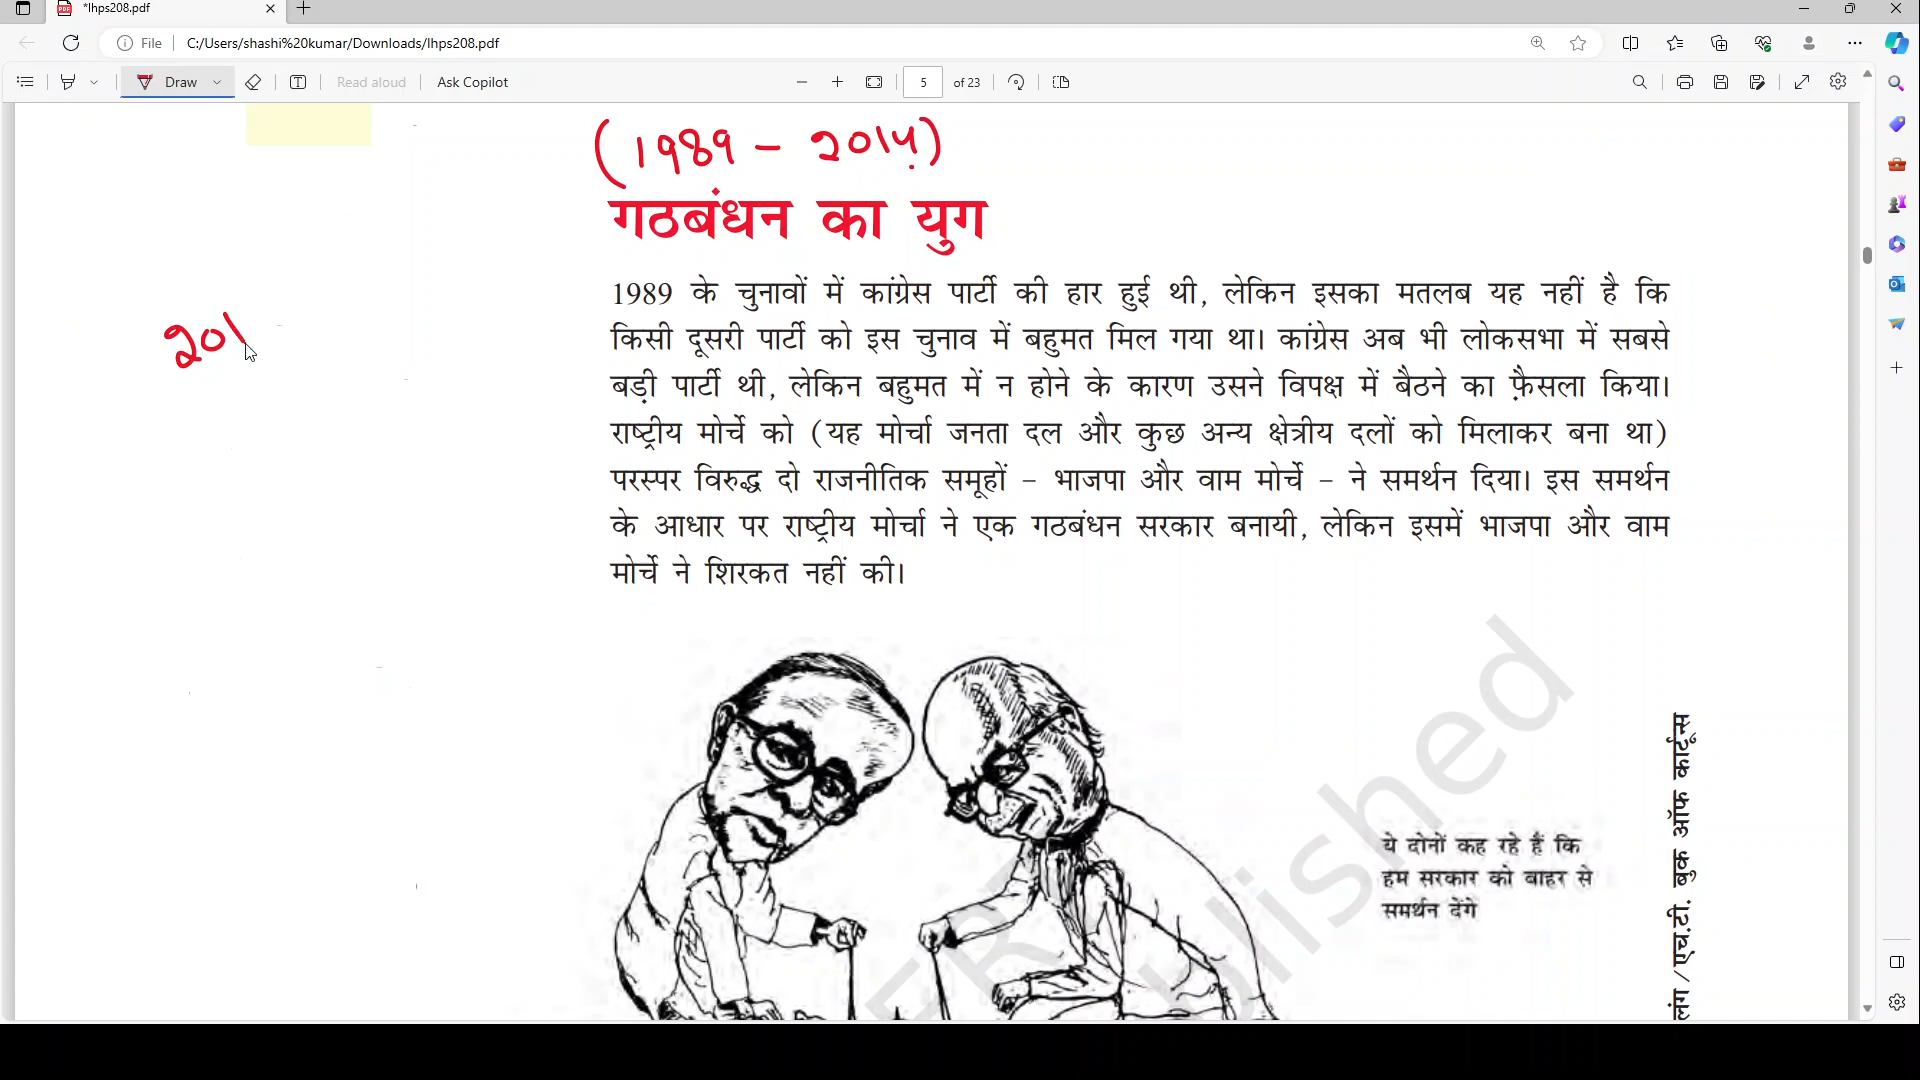 *lhps208.pdf
File C:/Users/shashi%20kumar/Downloads/lhps208.pdf
Draw Read aloud Ask Copilot 5 of 23
(1989 - 2014)
गठबंधन का युग
1989 के चुनावों में कांग्रेस पार्टी की हार हुई थी, लेकिन इसका मतलब यह नहीं है कि
किसी दूसरी पार्टी को इस चुनाव में बहुमत मिल गया था। कांग्रेस अब भी लोकसभा में सबसे
बड़ी पार्टी थी, लेकिन बहुमत में न होने के कारण उसने विपक्ष में बैठने का फ़ैसला किया।
राष्ट्रीय मोर्चे को (यह मोर्चा जनता दल और कुछ अन्य क्षेत्रीय दलों को मिलाकर बना था)
परस्पर विरुद्ध दो राजनीतिक समूहों - भाजपा और वाम मोर्चे - ने समर्थन दिया। इस समर्थन
के आधार पर राष्ट्रीय मोर्चा ने एक गठबंधन सरकार बनायी, लेकिन इसमें भाजपा और वाम
मोर्चे ने शिरकत नहीं की।
201
ये दोनों कह रहे हैं कि
हम सरकार को बाहर से
समर्थन देंगे
एच.टी. बुक ऑफ कार्टून्स